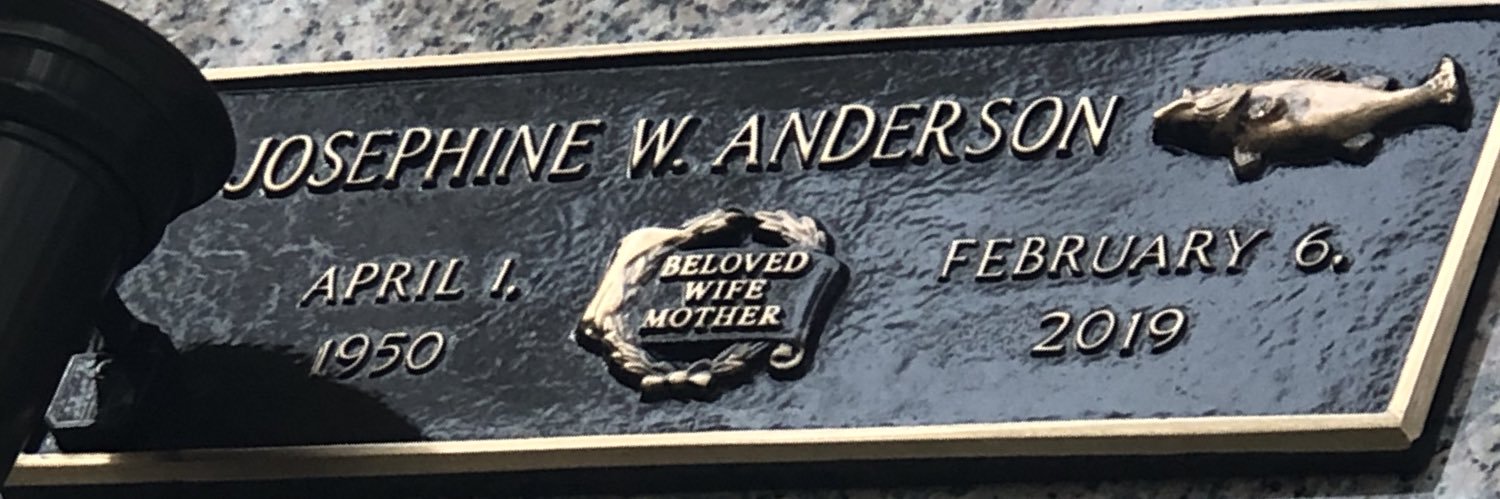 JOSEPHINE W. ANDERSON
APRIL 1,
1950
BELOVED
WIFE
MOTHER
FEBRUARY 6,
2019